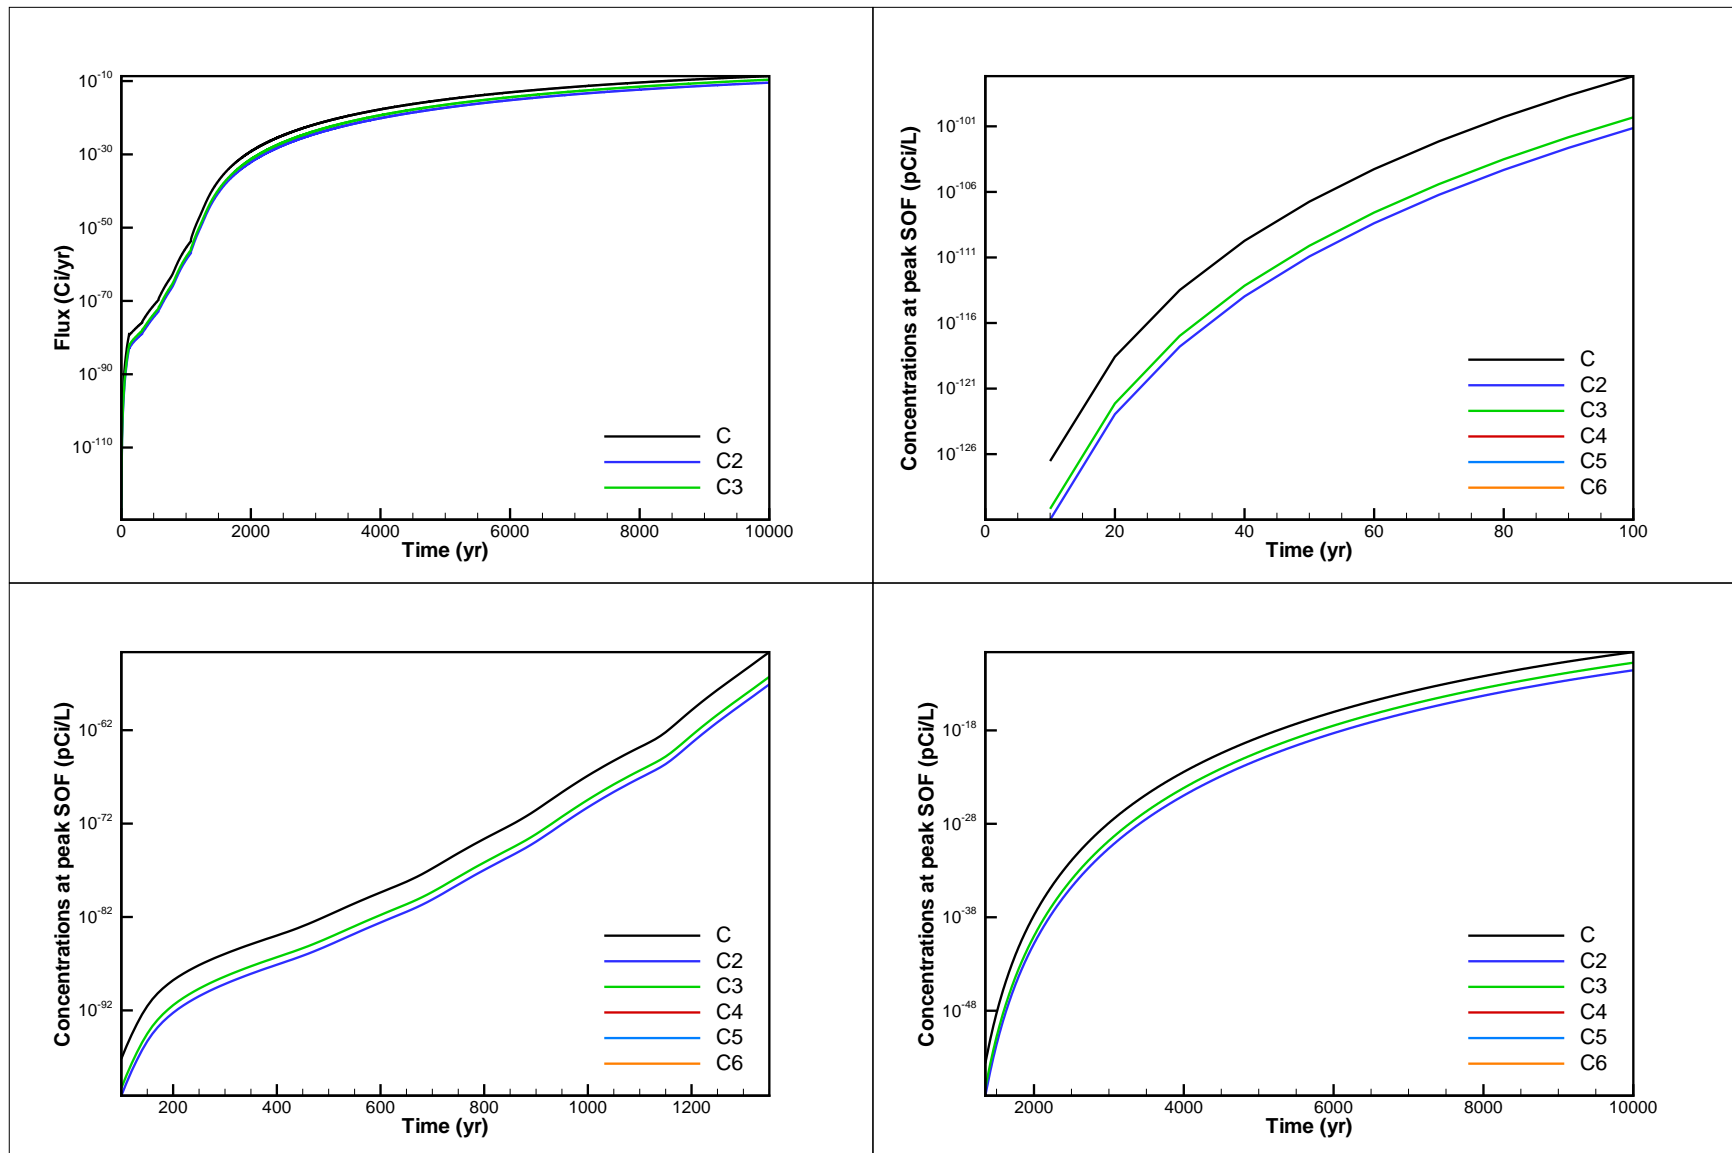 Flux (Ci/yr)
10^-10
10^-30
10^-50
10^-70
10^-90
10^-110
C
C2
C3
0 2000 4000 6000 8000 10000
Time (yr)
Concentrations at peak SOF (pCi/L)
10^-101
10^-106
10^-111
10^-116
10^-121
10^-126
C
C2
C3
C4
C5
C6
0 20 40 60 80 100
Time (yr)
Concentrations at peak SOF (pCi/L)
10^-62
10^-72
10^-82
10^-92
C
C2
C3
C4
C5
C6
200 400 600 800 1000 1200
Time (yr)
Concentrations at peak SOF (pCi/L)
10^-18
10^-28
10^-38
10^-48
C
C2
C3
C4
C5
C6
2000 4000 6000 8000 10000
Time (yr)